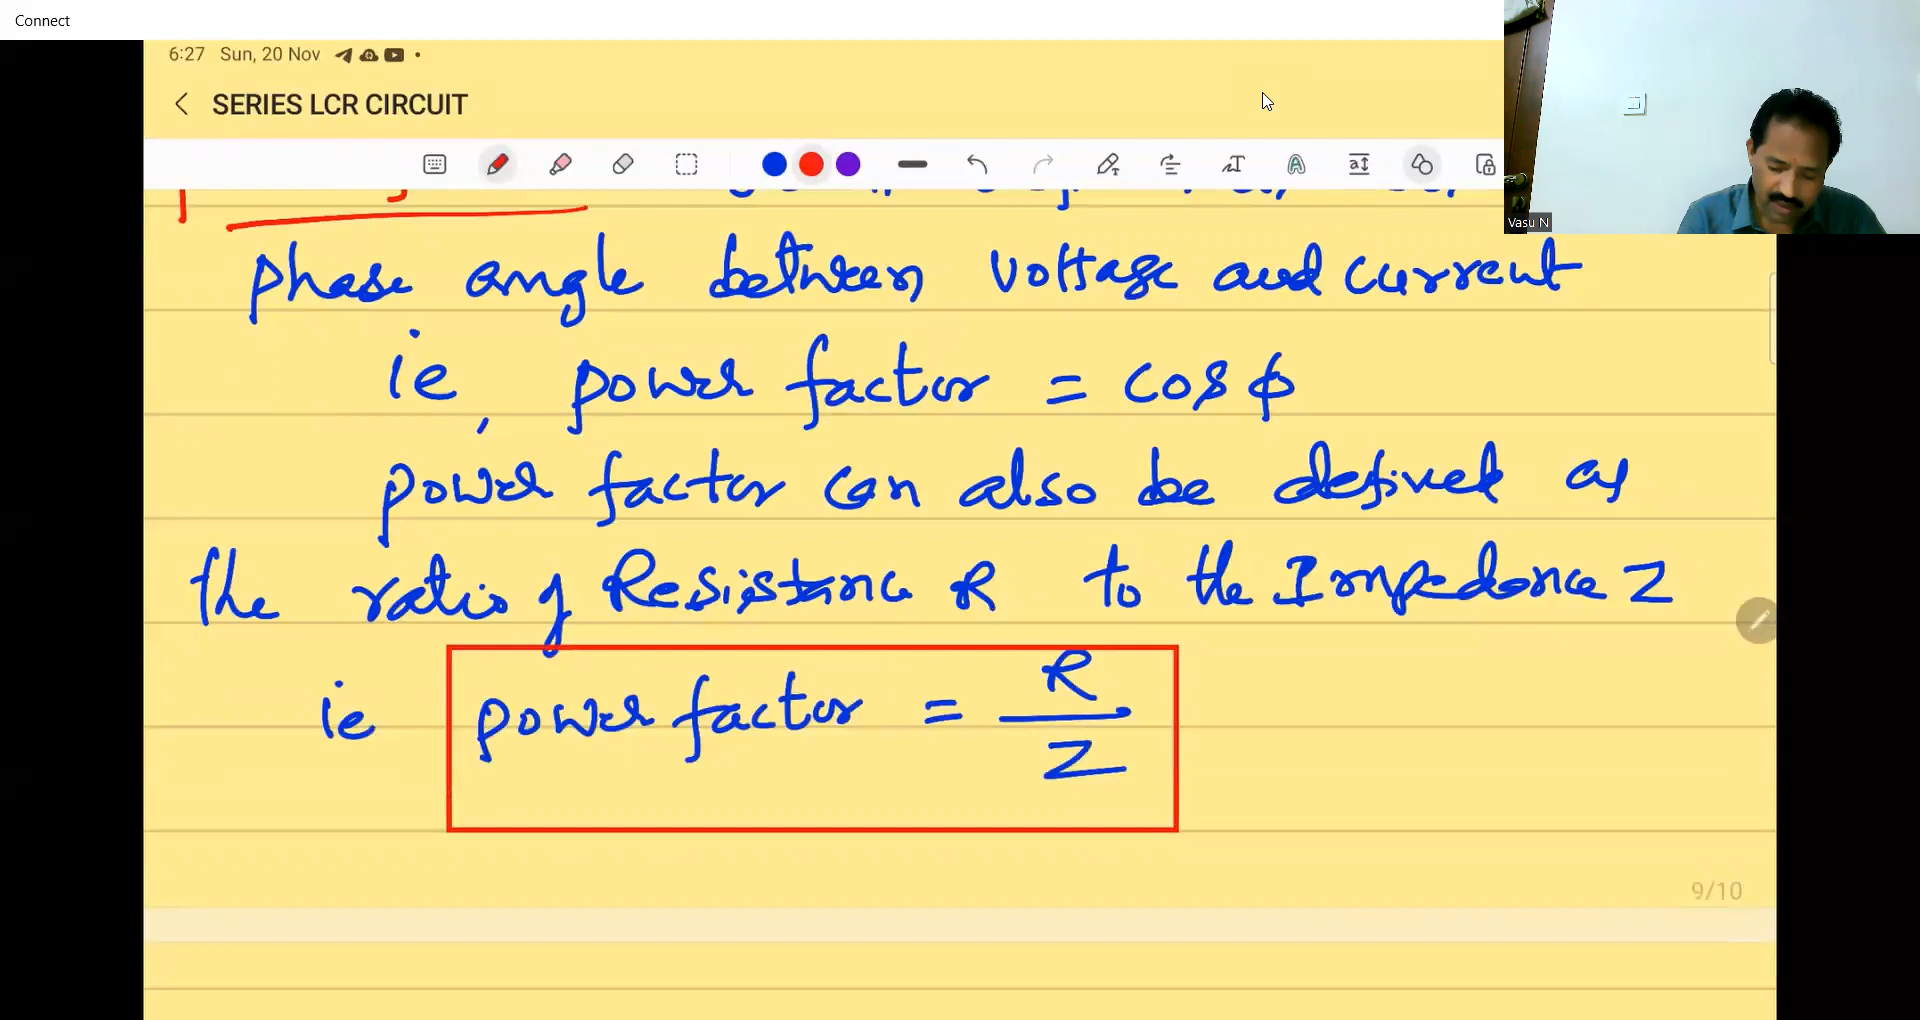 Connect
6:27 Sun, 20 Nov
SERIES LCR CIRCUIT
Vasu N
phase angle between voltage and current
ie, power factor = cos φ
power factor can also be defined as
the ratio of Resistance R to the Impedance Z
ie power factor = R/Z
9/10